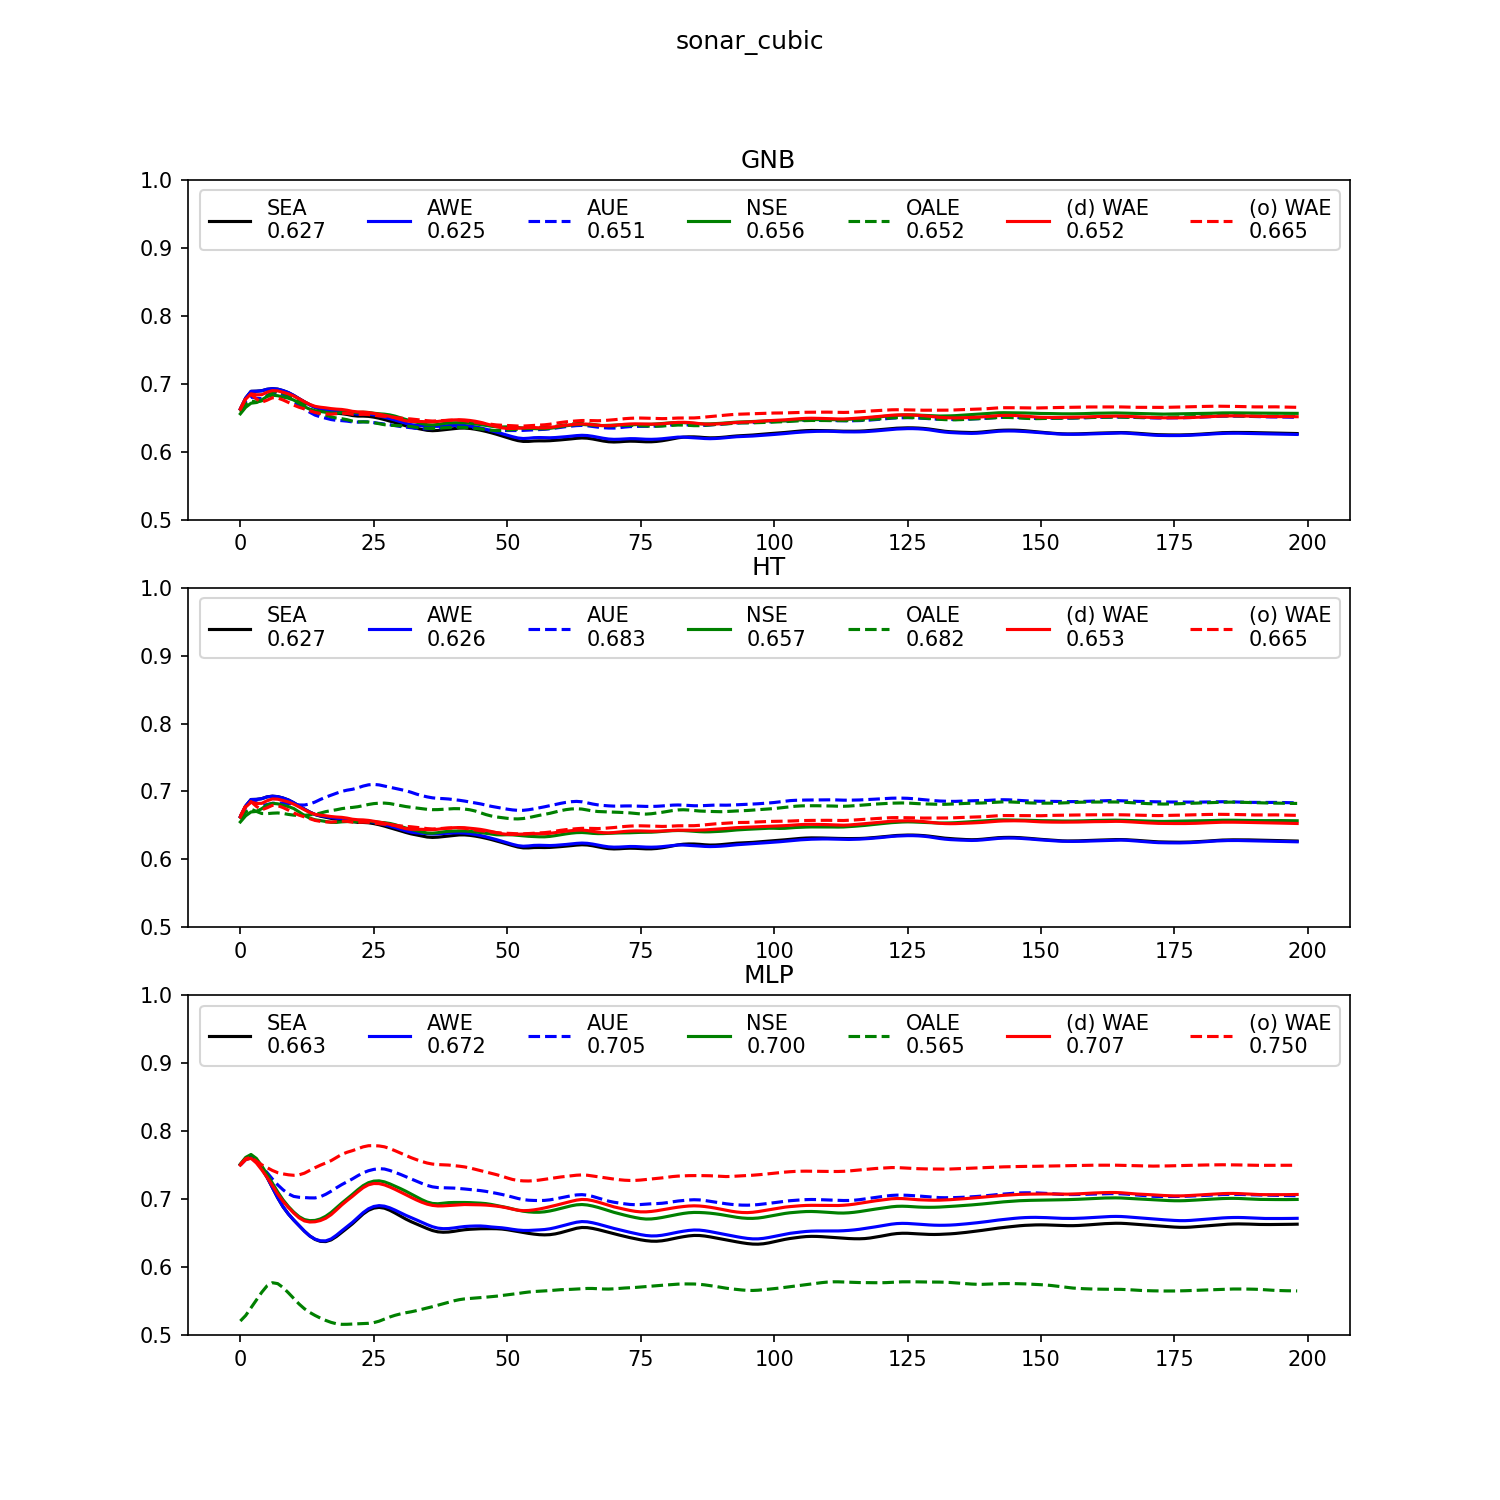 sonar_cubic
GNB
1.0
SEA AWE AUE NSE OALE (d) WAE (o) WAE
0.627 0.625 0.651 0.656 0.652 0.652 0.665
0.9
0.8
0.7
0.6
0.5
0 25 50 75 100 125 150 175 200
HT
1.0
SEA AWE AUE NSE OALE (d) WAE (o) WAE
0.627 0.626 0.683 0.657 0.682 0.653 0.665
0.9
0.8
0.7
0.6
0.5
0 25 50 75 100 125 150 175 200
MLP
1.0
SEA AWE AUE NSE OALE (d) WAE (o) WAE
0.663 0.672 0.705 0.700 0.565 0.707 0.750
0.9
0.8
0.7
0.6
0.5
0 25 50 75 100 125 150 175 200